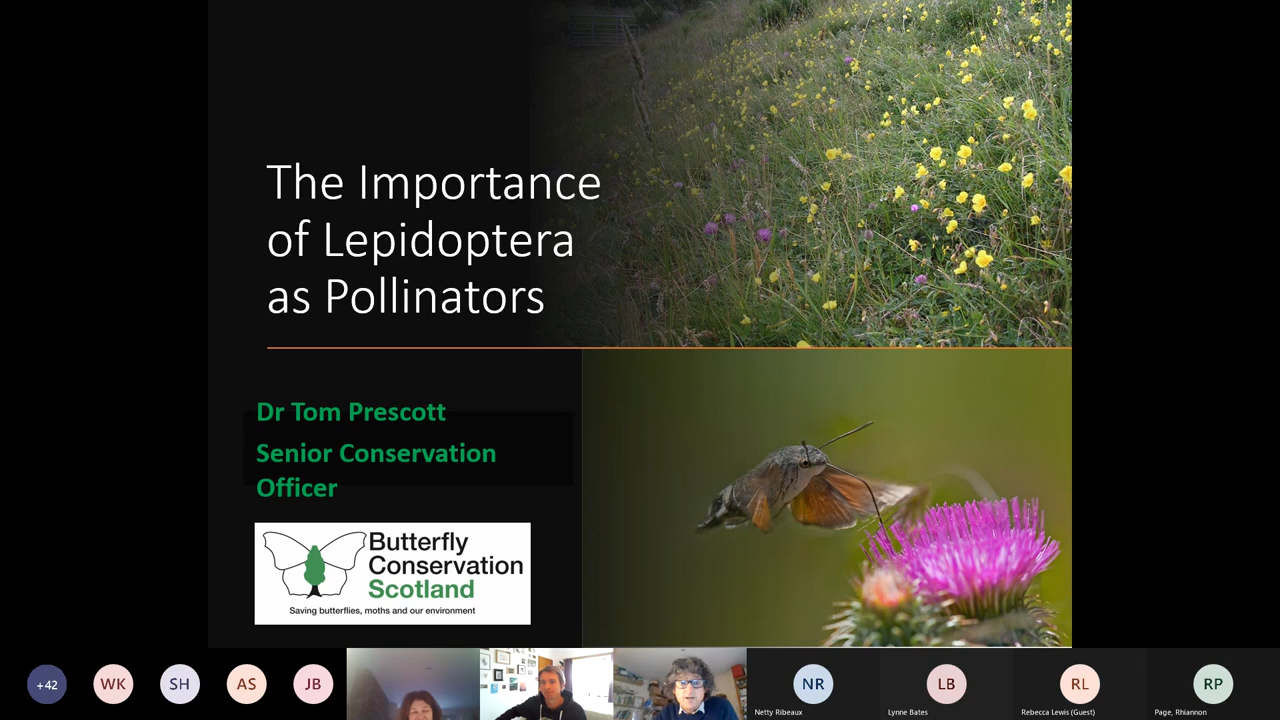 The Importance
of Lepidoptera
as Pollinators
Dr Tom Prescott
Senior Conservation
Officer
Butterfly
Conservation
Scotland
Saving butterflies, moths and our environment
+42
WK
SH
AS
JB
NR
LB
RL
RP
Netty Ribeaux
Lynne Bates
Rebecca Lewis (Guest)
Page, Rhiannon